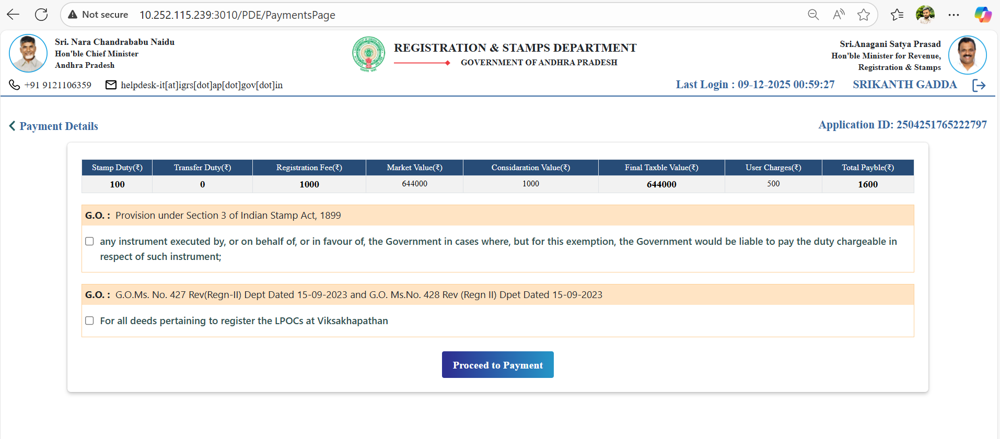 Not secure 10.252.115.239:3010/PDE/PaymentsPage
Sri. Nara Chandrababu Naidu
Hon'ble Chief Minister
Andhra Pradesh
REGISTRATION & STAMPS DEPARTMENT
GOVERNMENT OF ANDHRA PRADESH
Sri.Anagani Satya Prasad
Hon'ble Minister for Revenue,
Registration & Stamps
+91 9121106359 helpdesk-it[at]igrs[dot]ap[dot]gov[dot]in
Last Login : 09-12-2025 00:59:27 SRIKANTH GADDA
Payment Details
Application ID: 2504251765222797
Stamp Duty(₹) Transfer Duty(₹) Registration Fee(₹) Market Value(₹) Considaration Value(₹) Final Taxble Value(₹) User Charges(₹) Total Payble(₹)
100 0 1000 644000 1000 644000 500 1600
G.O. : Provision under Section 3 of Indian Stamp Act, 1899
any instrument executed by, or on behalf of, or in favour of, the Government in cases where, but for this exemption, the Government would be liable to pay the duty chargeable in
respect of such instrument;
G.O. : G.O.Ms. No. 427 Rev(Regn-II) Dept Dated 15-09-2023 and G.O. Ms.No. 428 Rev (Regn II) Dpet Dated 15-09-2023
For all deeds pertaining to register the LPOCs at Viksakhapathan
Proceed to Payment